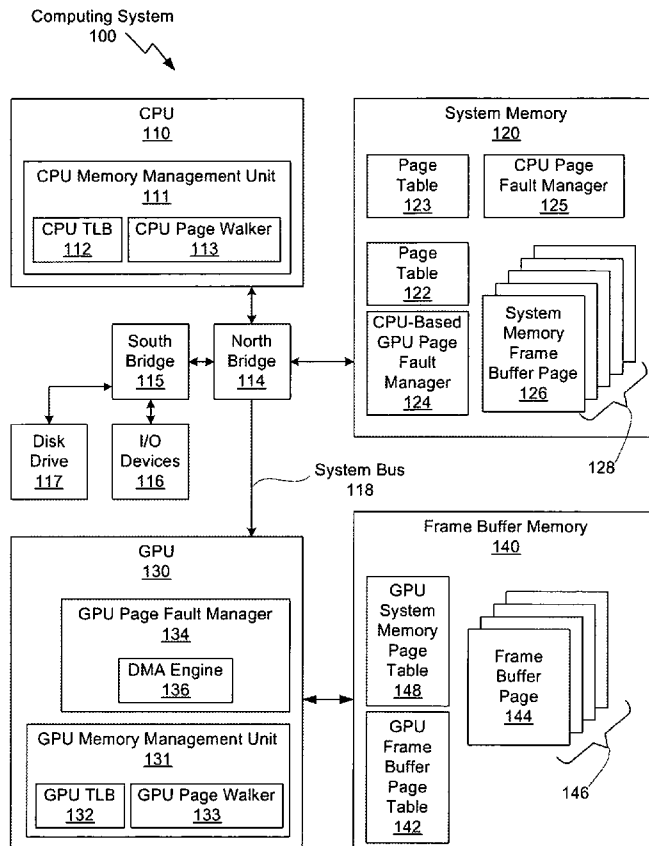 Computing System
100
CPU
110
CPU Memory Management Unit
111
CPU TLB
112
CPU Page Walker
113
System Memory
120
Page
Table
123
CPU Page
Fault Manager
125
Page
Table
122
CPU-Based
GPU Page
Fault
Manager
124
System
Memory
Frame
Buffer Page
126
128
South
Bridge
115
North
Bridge
114
Disk
Drive
117
I/O
Devices
116
System Bus
118
GPU
130
GPU Page Fault Manager
134
DMA Engine
136
GPU Memory Management Unit
131
GPU TLB
132
GPU Page Walker
133
Frame Buffer Memory
140
GPU
System
Memory
Page
Table
148
GPU
Frame
Buffer
Page
Table
142
Frame
Buffer
Page
144
146